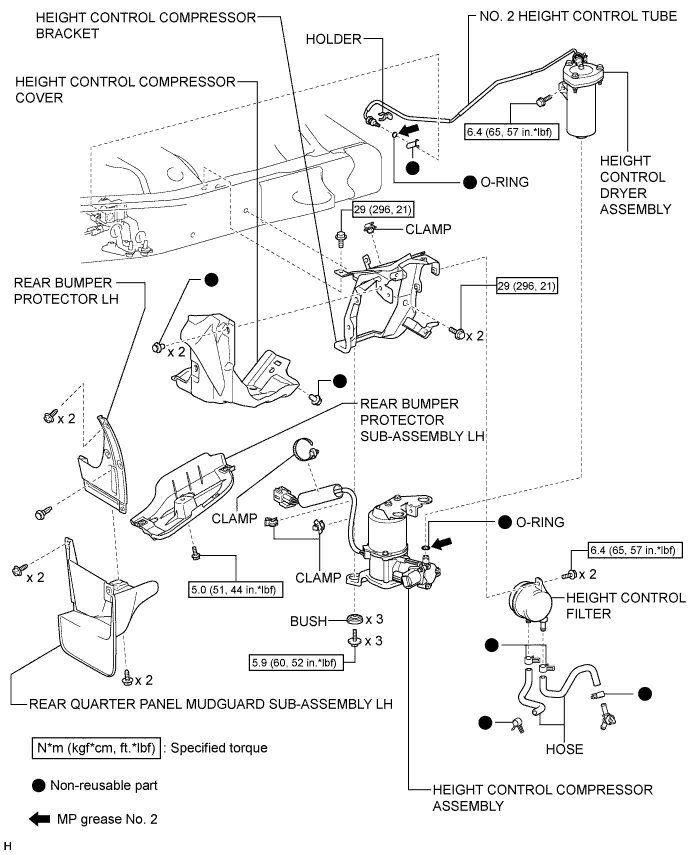 HEIGHT CONTROL COMPRESSOR
BRACKET
NO. 2 HEIGHT CONTROL TUBE
HOLDER
HEIGHT CONTROL COMPRESSOR
COVER
6.4 (65, 57 in.*lbf)
HEIGHT
CONTROL
DRYER
ASSEMBLY
O-RING
29 (296, 21)
CLAMP
REAR BUMPER
PROTECTOR LH
29 (296, 21)
x 2
x 2
REAR BUMPER
PROTECTOR
SUB-ASSEMBLY LH
x 2
CLAMP
O-RING
6.4 (65, 57 in.*lbf)
x 2
CLAMP
x 2
5.0 (51, 44 in.*lbf)
HEIGHT CONTROL
FILTER
BUSH
x 3
x 3
5.9 (60, 52 in.*lbf)
x 2
REAR QUARTER PANEL MUDGUARD SUB-ASSEMBLY LH
HOSE
N*m (kgf*cm, ft.*lbf) : Specified torque
Non-reusable part
HEIGHT CONTROL COMPRESSOR
ASSEMBLY
MP grease No. 2
H